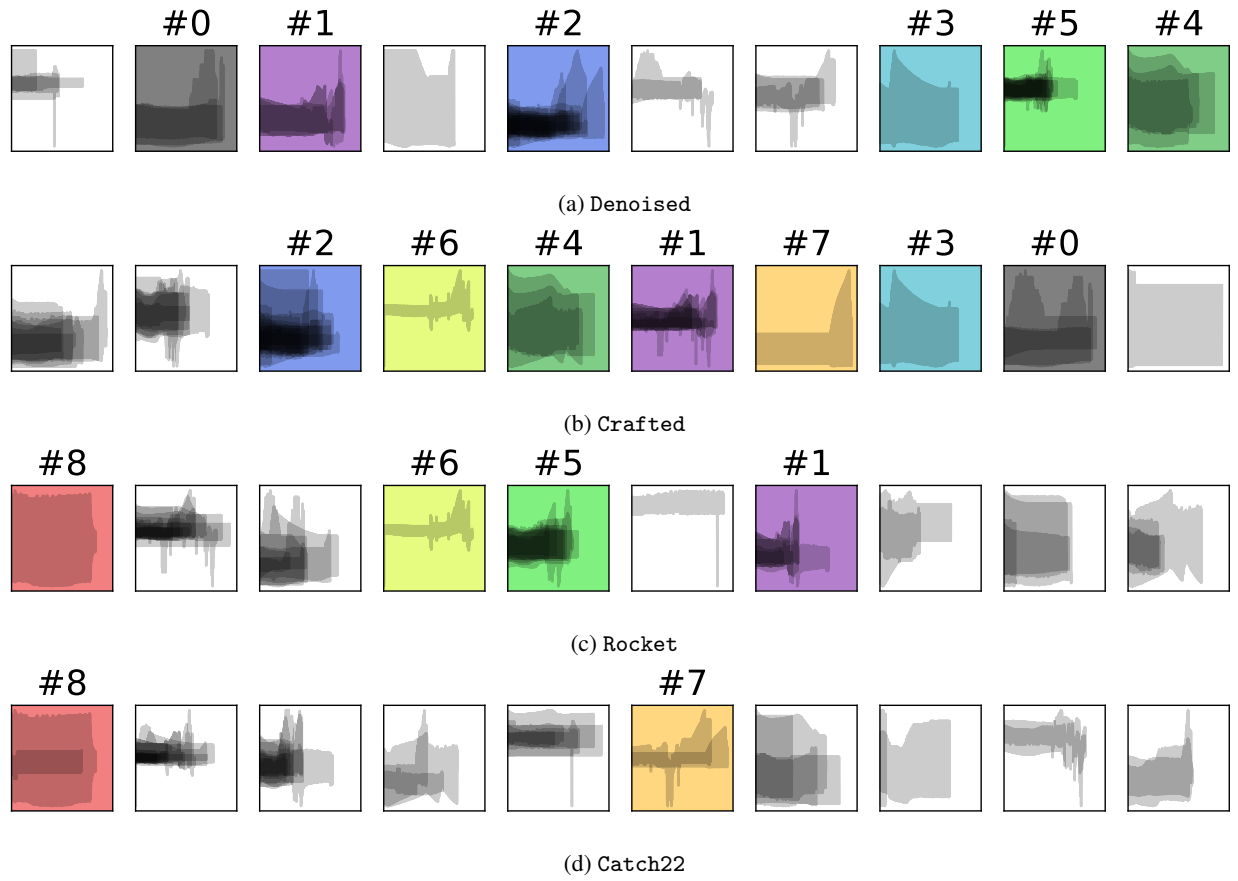 #0 #1 #2 #3 #5 #4
(a) Denoised
#2 #6 #4 #1 #7 #3 #0
(b) Crafted
#8 #6 #5 #1
(c) Rocket
#8 #7
(d) Catch22